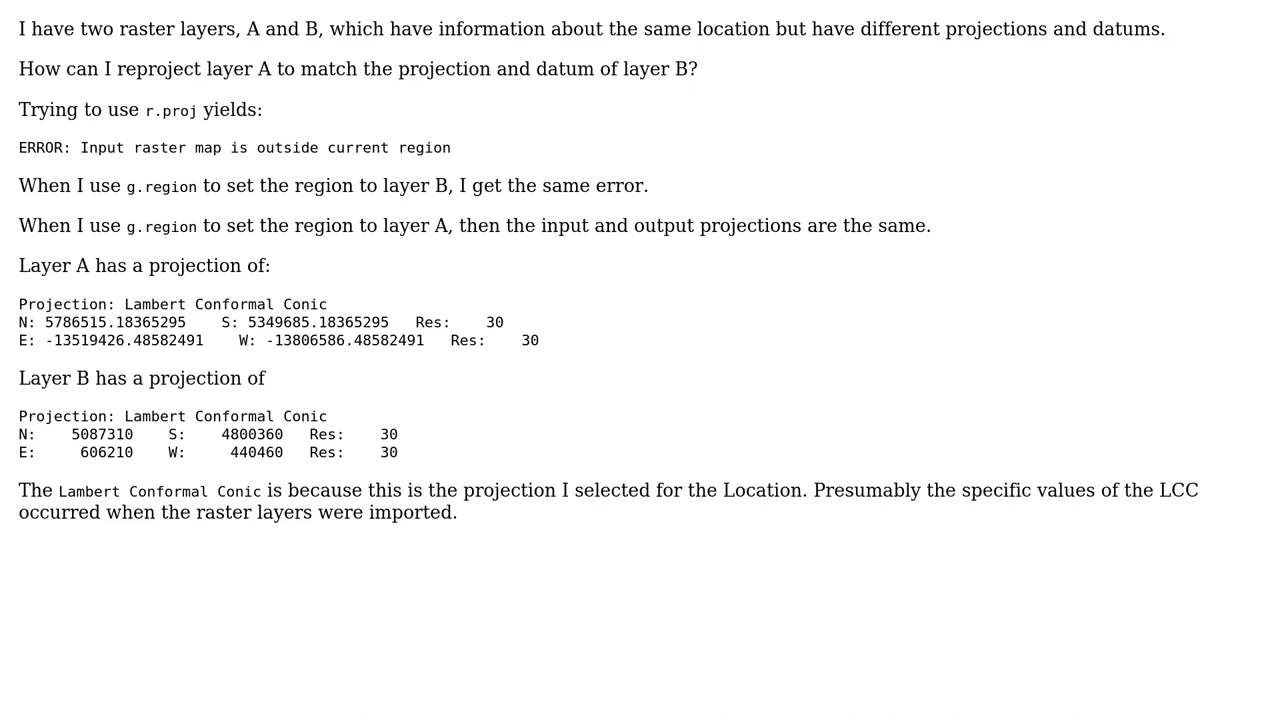 I have two raster layers, A and B, which have information about the same location but have different projections and datums.
How can I reproject layer A to match the projection and datum of layer B?
Trying to use r.proj yields:
ERROR: Input raster map is outside current region
When I use g.region to set the region to layer B, I get the same error.
When I use g.region to set the region to layer A, then the input and output projections are the same.
Layer A has a projection of:
Projection: Lambert Conformal Conic
N: 5786515.18365295    S: 5349685.18365295   Res:    30
E: -13519426.48582491    W: -13806586.48582491   Res:    30
Layer B has a projection of
Projection: Lambert Conformal Conic
N:    5087310    S:    4800360   Res:    30
E:     606210    W:     440460   Res:    30
The Lambert Conformal Conic is because this is the projection I selected for the Location. Presumably the specific values of the LCC
occurred when the raster layers were imported.